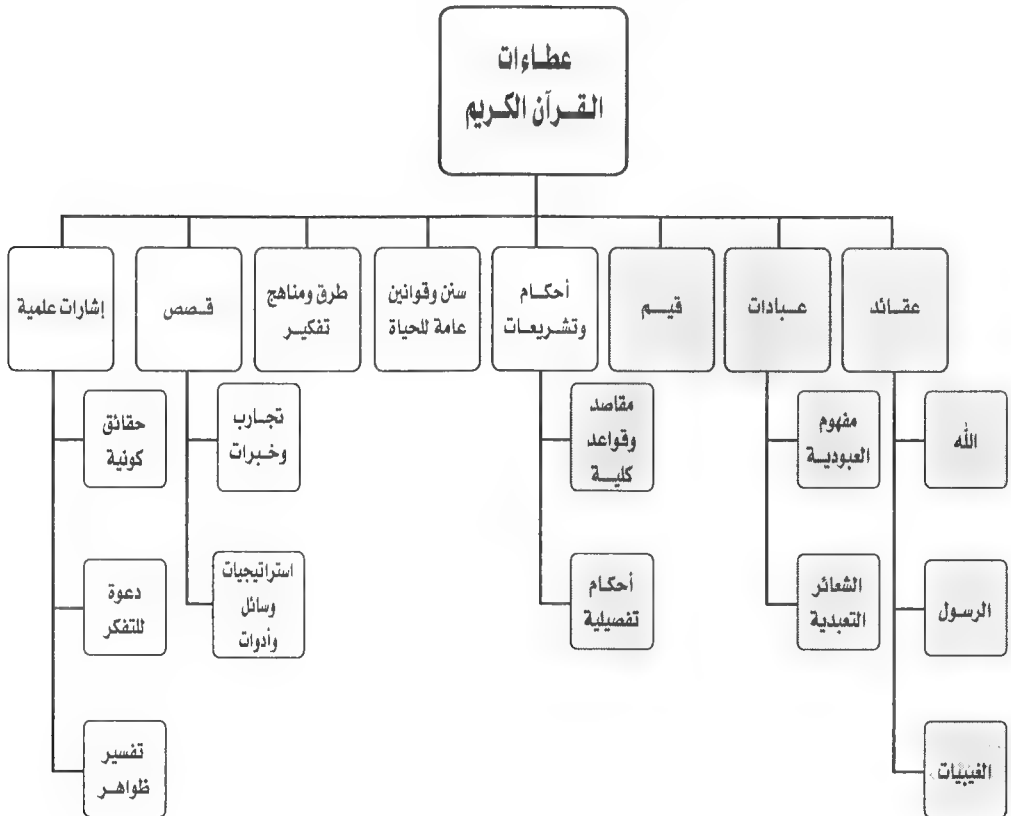 عطاءات
القرآن الكريم
عقائد
عبادات
قيم
أحكام
وتشريعات
سنن وقوانين
عامة للحياة
طرق ومناهج
تفكير
قصص
إشارات علمية
الله
الرسول
الغيبيات
مفهوم
العبودية
الشعائر
التعبدية
مقاصد
وقواعد
كلية
أحكام
تفصيلية
تجارب
وخبرات
استراتيجيات
وسائل
وأدوات
حقائق
كونية
دعوة
للتفكر
تفسير
ظواهر